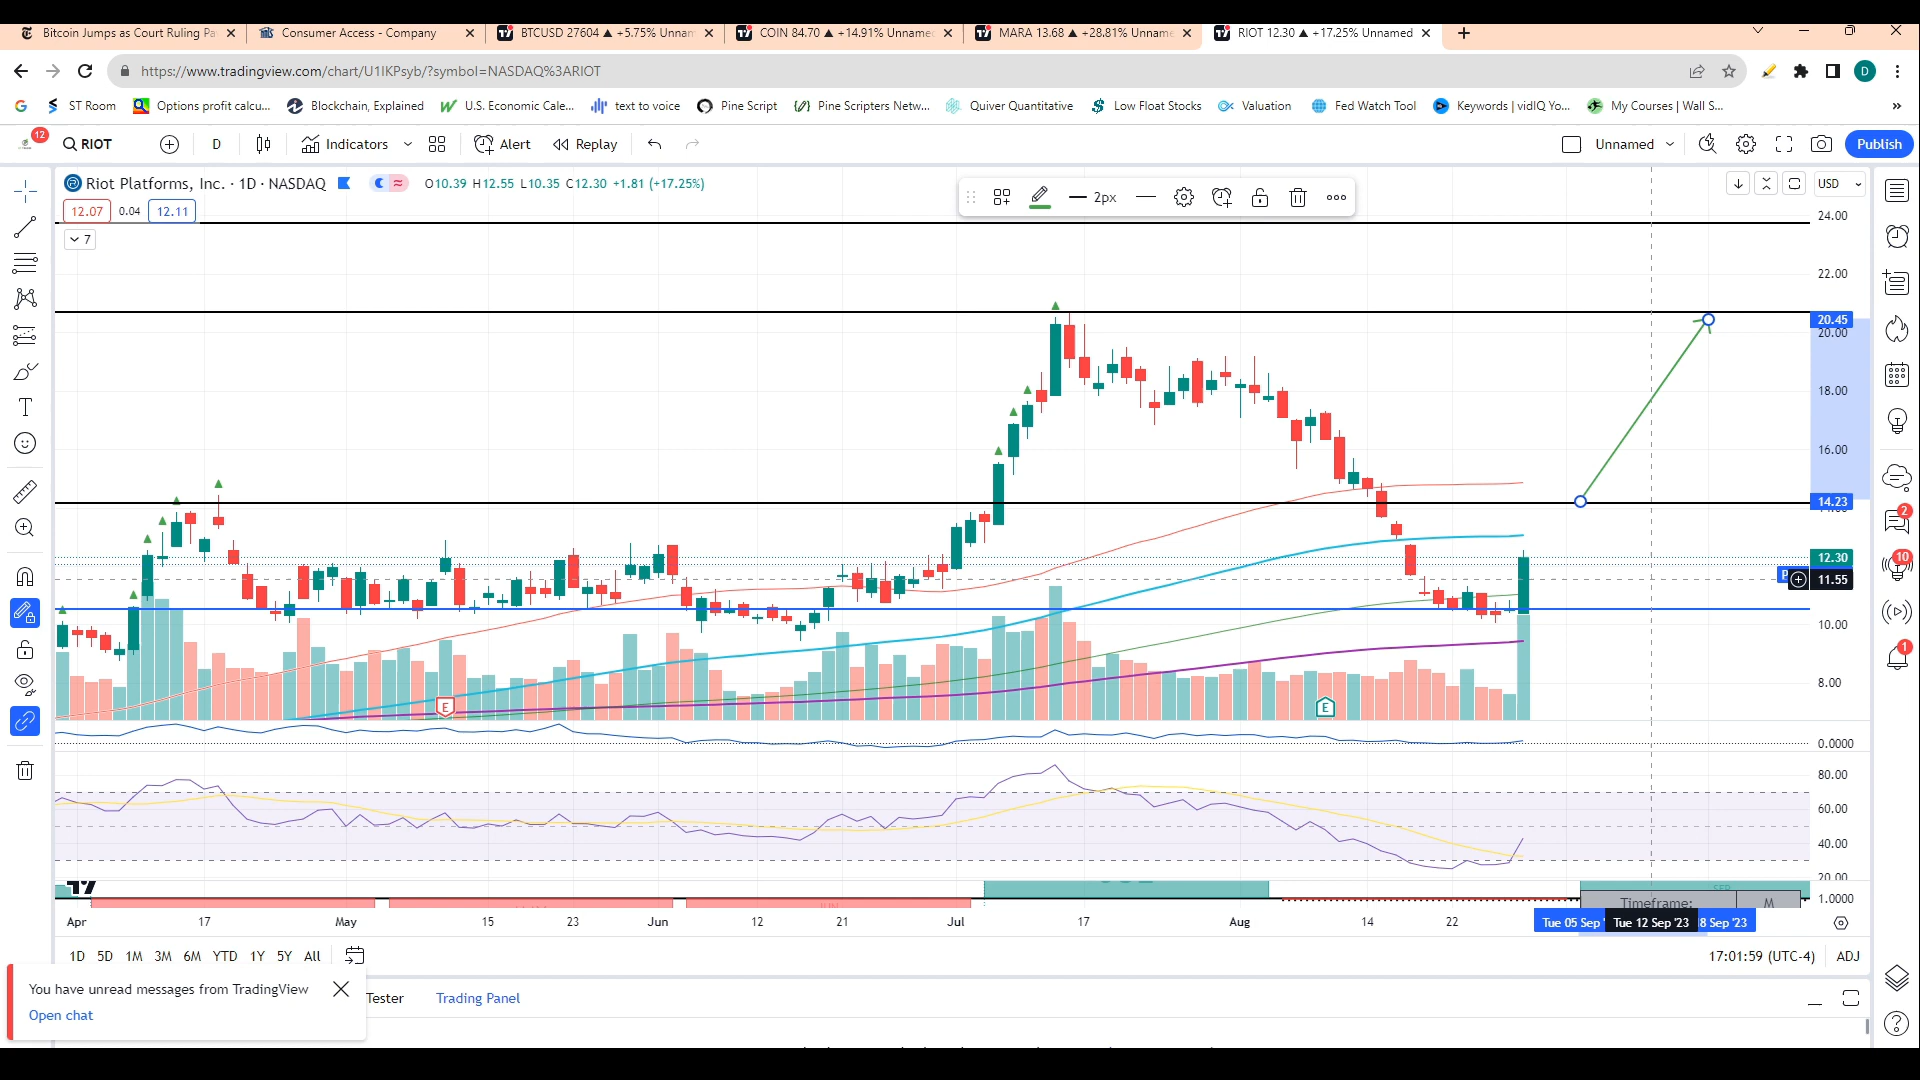 Bitcoin Jumps as Court Ruling Pa
Consumer Access - Company
BTCUSD 27604 ▲ +5.75% Unnam
COIN 84.70 ▲ +14.91% Unname
MARA 13.68 ▲ +28.81% Unname
RIOT 12.30 ▲ +17.25% Unnamed
https://www.tradingview.com/chart/U1IKPsyb/?symbol=NASDAQ%3ARIOT
D
ST Room
Options profit calcu...
Blockchain, Explained
U.S. Economic Cale...
text to voice
Pine Script
Pine Scripters Netw...
Quiver Quantitative
Low Float Stocks
Valuation
Fed Watch Tool
Keywords | vidIQ Yo...
My Courses | Wall S...
»
12
RIOT
D
Indicators
Alert
Replay
Unnamed
Publish
Riot Platforms, Inc. · 1D · NASDAQ
O10.39 H12.55 L10.35 C12.30 +1.81 (+17.25%)
2px
USD
12.07 0.04 12.11
7
24.00
22.00
20.45
20.00
18.00
16.00
14.23
12.30
11.55
10.00
8.00
0.0000
80.00
60.00
40.00
20.00
1.0000
E
E
2
10
1
Timeframe: M
Apr 17 May 15 23 Jun 12 21 Jul 17 Aug 14 22
Tue 05 Sep
Tue 12 Sep '23
8 Sep '23
1D 5D 1M 3M 6M YTD 1Y 5Y All
17:01:59 (UTC-4) ADJ
You have unread messages from TradingView
Open chat
Tester
Trading Panel